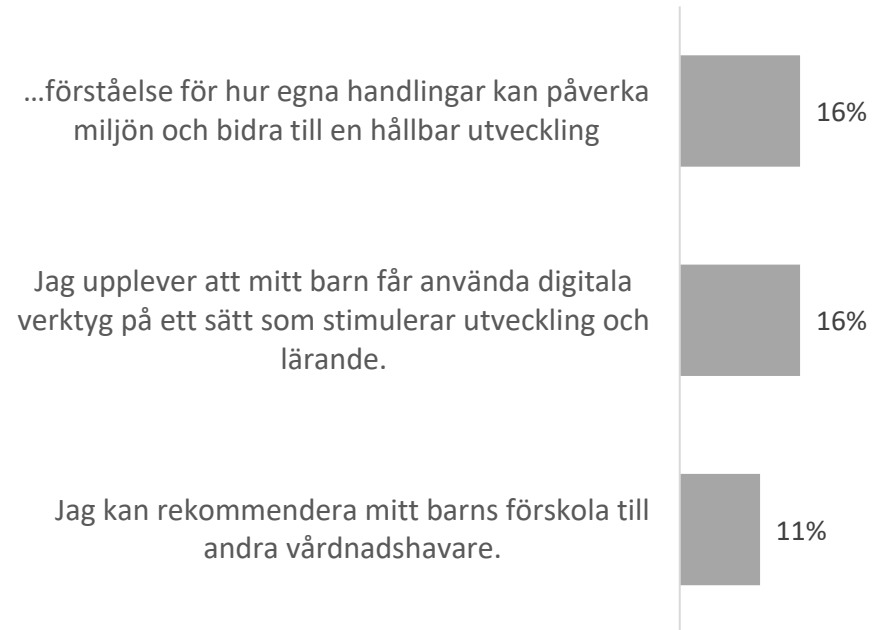 ...förståelse för hur egna handlingar kan påverka
miljön och bidra till en hållbar utveckling
16%
Jag upplever att mitt barn får använda digitala
verktyg på ett sätt som stimulerar utveckling och
lärande.
16%
Jag kan rekommendera mitt barns förskola till
andra vårdnadshavare.
11%